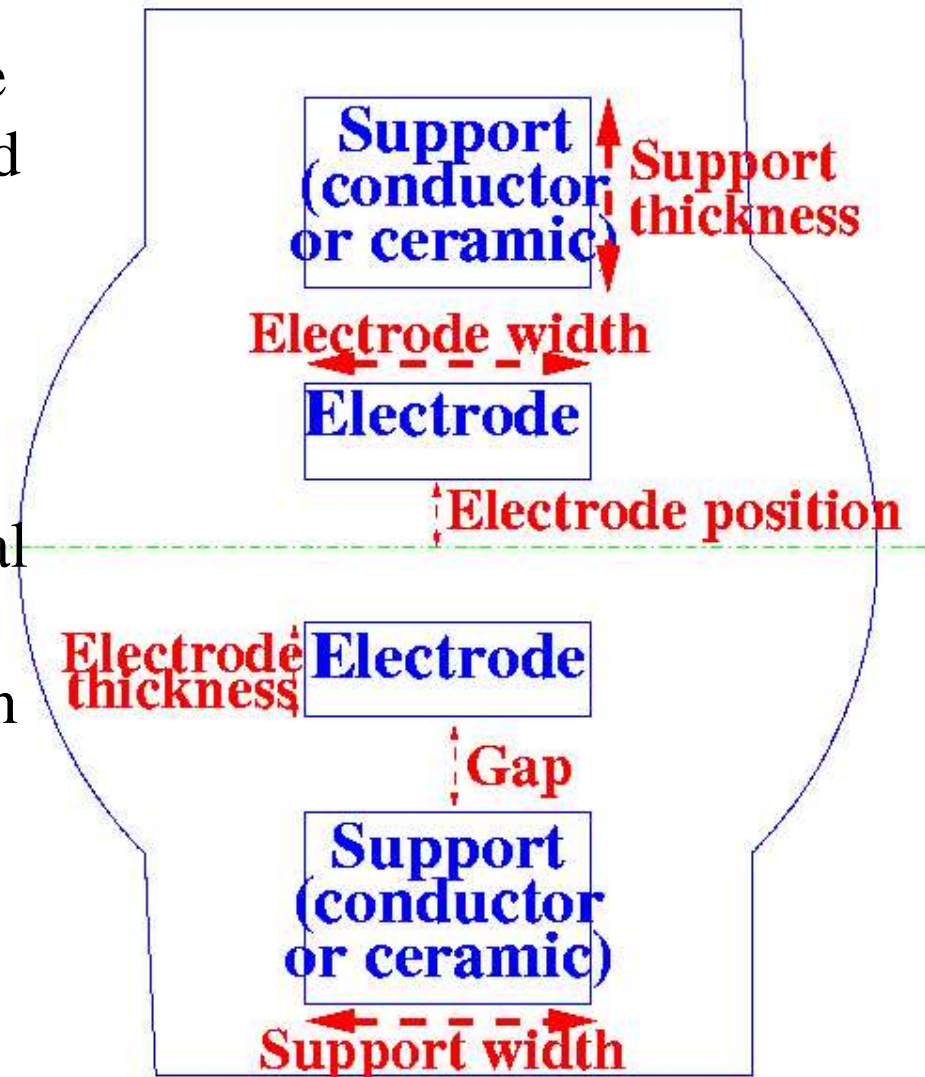 e
d
al
n
Support
(conductor
or ceramic)
Support
thickness
Electrode width
Electrode
Electrode position
Electrode
thickness
Electrode
Gap
Support
(conductor
or ceramic)
Support width